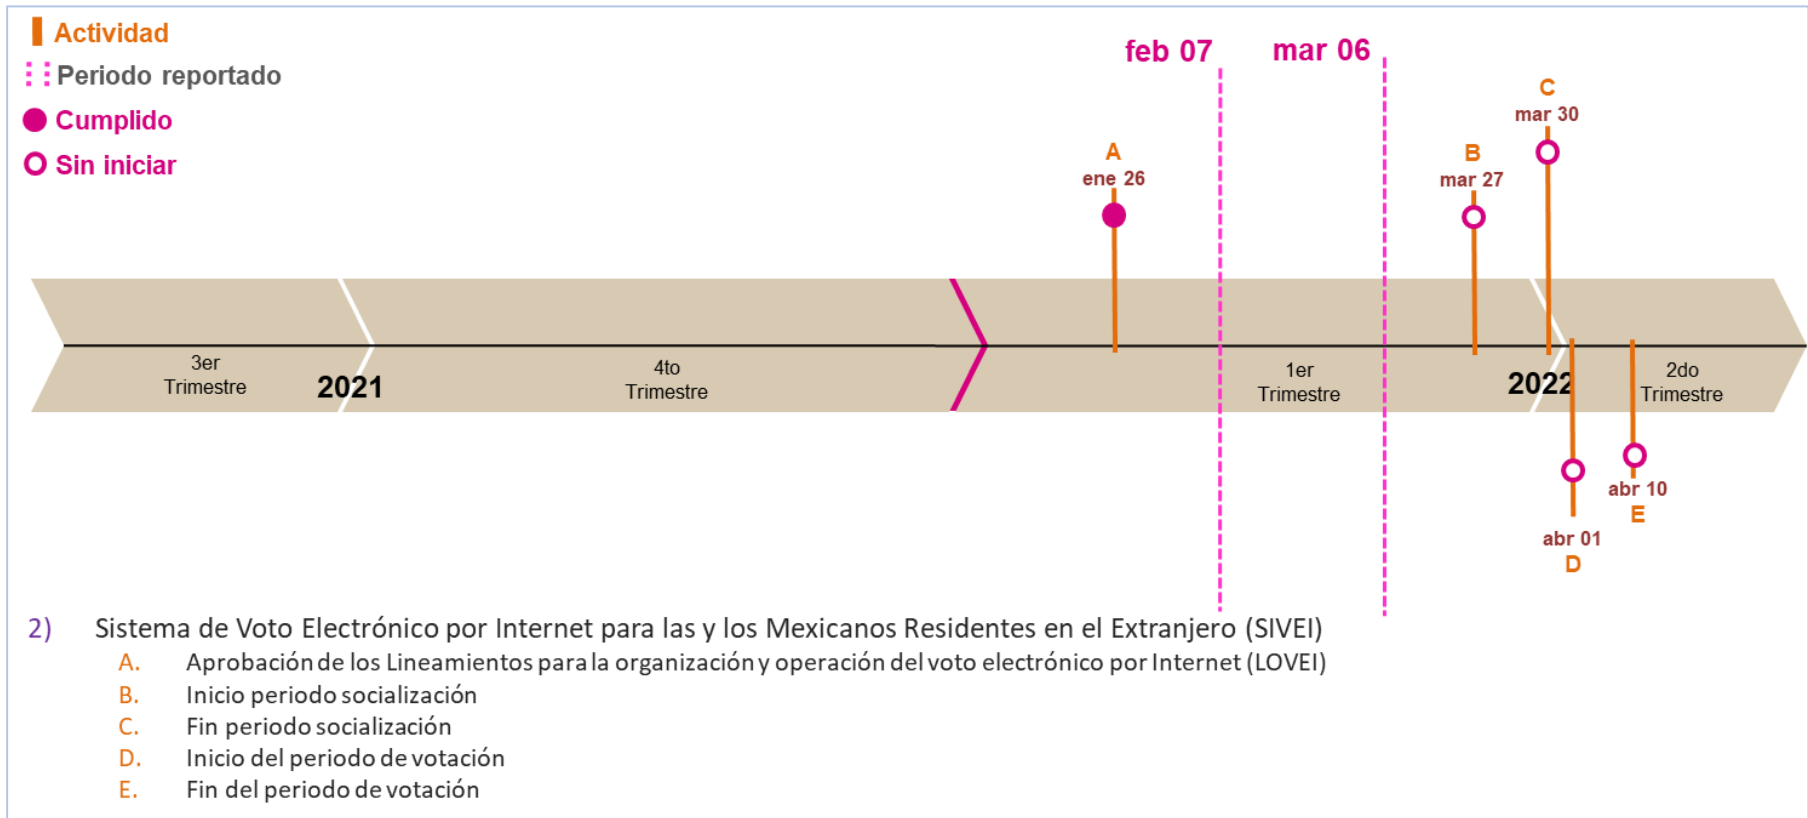 Actividad
Periodo reportado
Cumplido
Sin iniciar
feb 07
mar 06
A
ene 26
B
mar 27
C
mar 30
3er
Trimestre
2021
4to
Trimestre
1er
Trimestre
2022
2do
Trimestre
abr 01
D
abr 10
E
2) Sistema de Voto Electrónico por Internet para las y los Mexicanos Residentes en el Extranjero (SIVEI)
A. Aprobación de los Lineamientos para la organización y operación del voto electrónico por Internet (LOVEI)
B. Inicio periodo socialización
C. Fin periodo socialización
D. Inicio del periodo de votación
E. Fin del periodo de votación